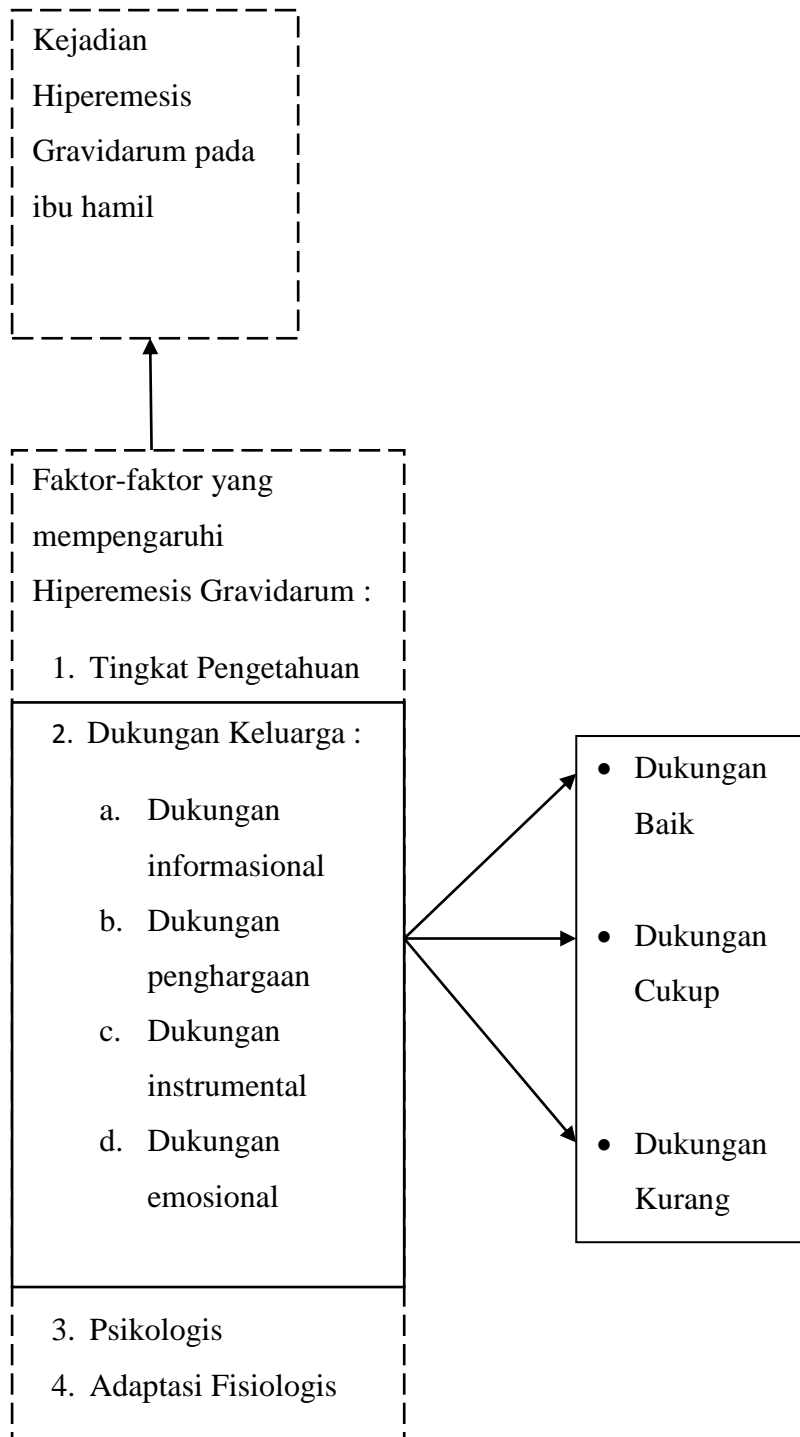 Kejadian
Hiperemesis
Gravidarum pada
ibu hamil
Faktor-faktor yang
mempengaruhi
Hiperemesis Gravidarum :
1. Tingkat Pengetahuan
2. Dukungan Keluarga :
a. Dukungan
informasional
b. Dukungan
penghargaan
c. Dukungan
instrumental
d. Dukungan
emosional
3. Psikologis
4. Adaptasi Fisiologis
• Dukungan
Baik
• Dukungan
Cukup
• Dukungan
Kurang